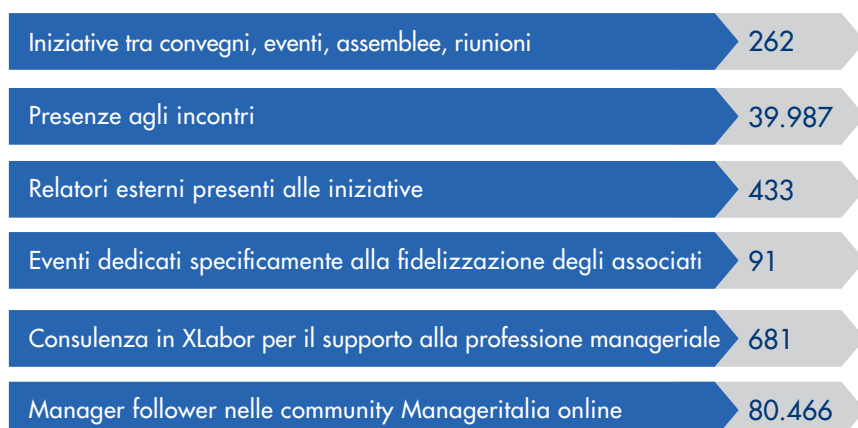 Iniziative tra convegni, eventi, assemblee, riunioni 262
Presenze agli incontri 39.987
Relatori esterni presenti alle iniziative 433
Eventi dedicati specificamente alla fidelizzazione degli associati 91
Consulenza in XLabor per il supporto alla professione manageriale 681
Manager follower nelle community Manageritalia online 80.466